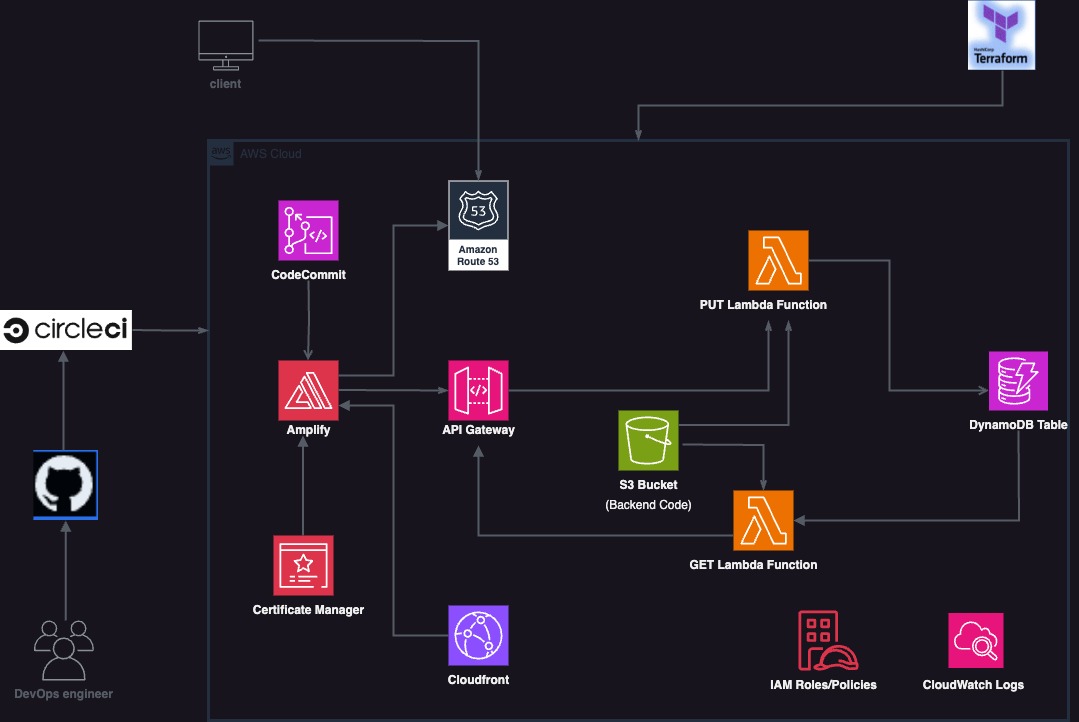 HashiCorp
Terraform
client
aws
AWS Cloud
53
Amazon
Route 53
CodeCommit
PUT Lambda Function
circleci
Amplify
API Gateway
DynamoDB Table
S3 Bucket
(Backend Code)
GET Lambda Function
Certificate Manager
Cloudfront
IAM Roles/Policies
CloudWatch Logs
DevOps engineer